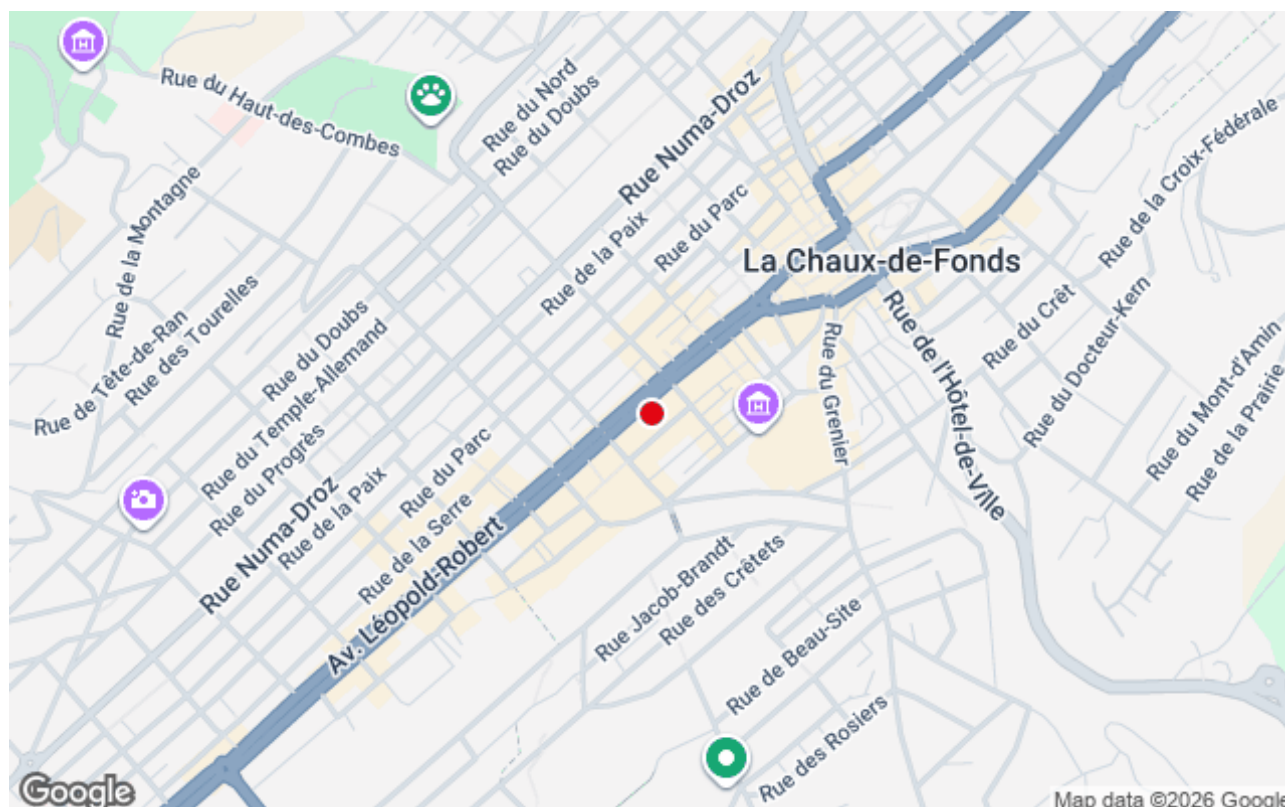 Rue du Haut-des-Combes
Rue du Nord
Rue du Doubs
Rue Numa-Droz
Rue de la Croix-Fédérale
Rue de la Montagne
Rue de la Paix
Rue du Parc
La Chaux-de-Fonds
Rue de Tête-de-Ran
Rue des Tourelles
Rue du Doubs
Rue du Temple-Allemand
Rue du Progrès
Rue du Grenier
Rue de l'Hôtel-de-Ville
Rue du Crêt
Rue du Docteur-Kern
Rue du Mont-d'Amin
Rue de la Prairie
Rue Numa-Droz
Rue de la Paix
Rue du Parc
Rue de la Serre
Av. Léopold-Robert
Rue Jacob-Brandt
Rue des Crêtets
Rue de Beau-Site
Rue des Rosiers
Google
Map data ©2026 Google